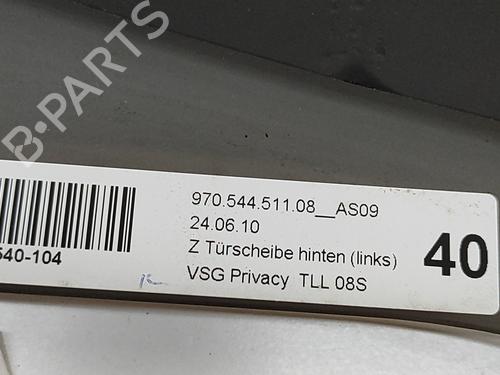 B-PARTS
970.544.511.08__AS09
24.06.10
Z Türscheibe hinten (links)
VSG Privacy TLL 08S
40
540-104